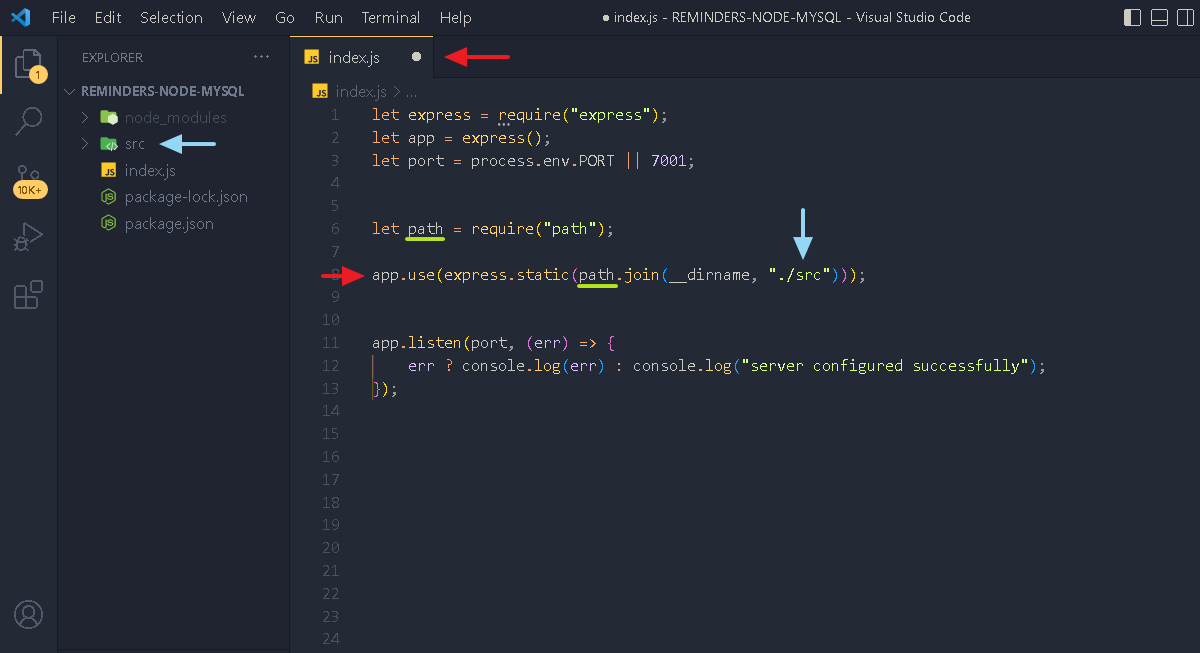 File Edit Selection View Go Run Terminal Help ● index.js - REMINDERS-NODE-MYSQL - Visual Studio Code
EXPLORER ···
1
REMINDERS-NODE-MYSQL
node_modules
src
index.js
package-lock.json
package.json
10K+
JS index.js ●
JS index.js > ...
1 let express = require("express");
2 let app = express();
3 let port = process.env.PORT || 7001;
4
5
6 let path = require("path");
7
8 app.use(express.static(path.join(__dirname, "./src")));
9
10
11 app.listen(port, (err) => {
12 err ? console.log(err) : console.log("server configured successfully");
13 });
14
15
16
17
18
19
20
21
22
23
24